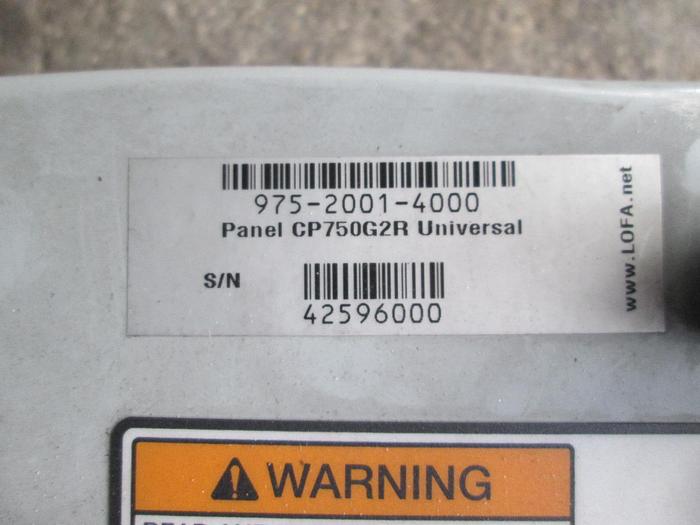 975-2001-4000
Panel CP750G2R Universal
S/N
42596000
www.LOFA.net
WARNING